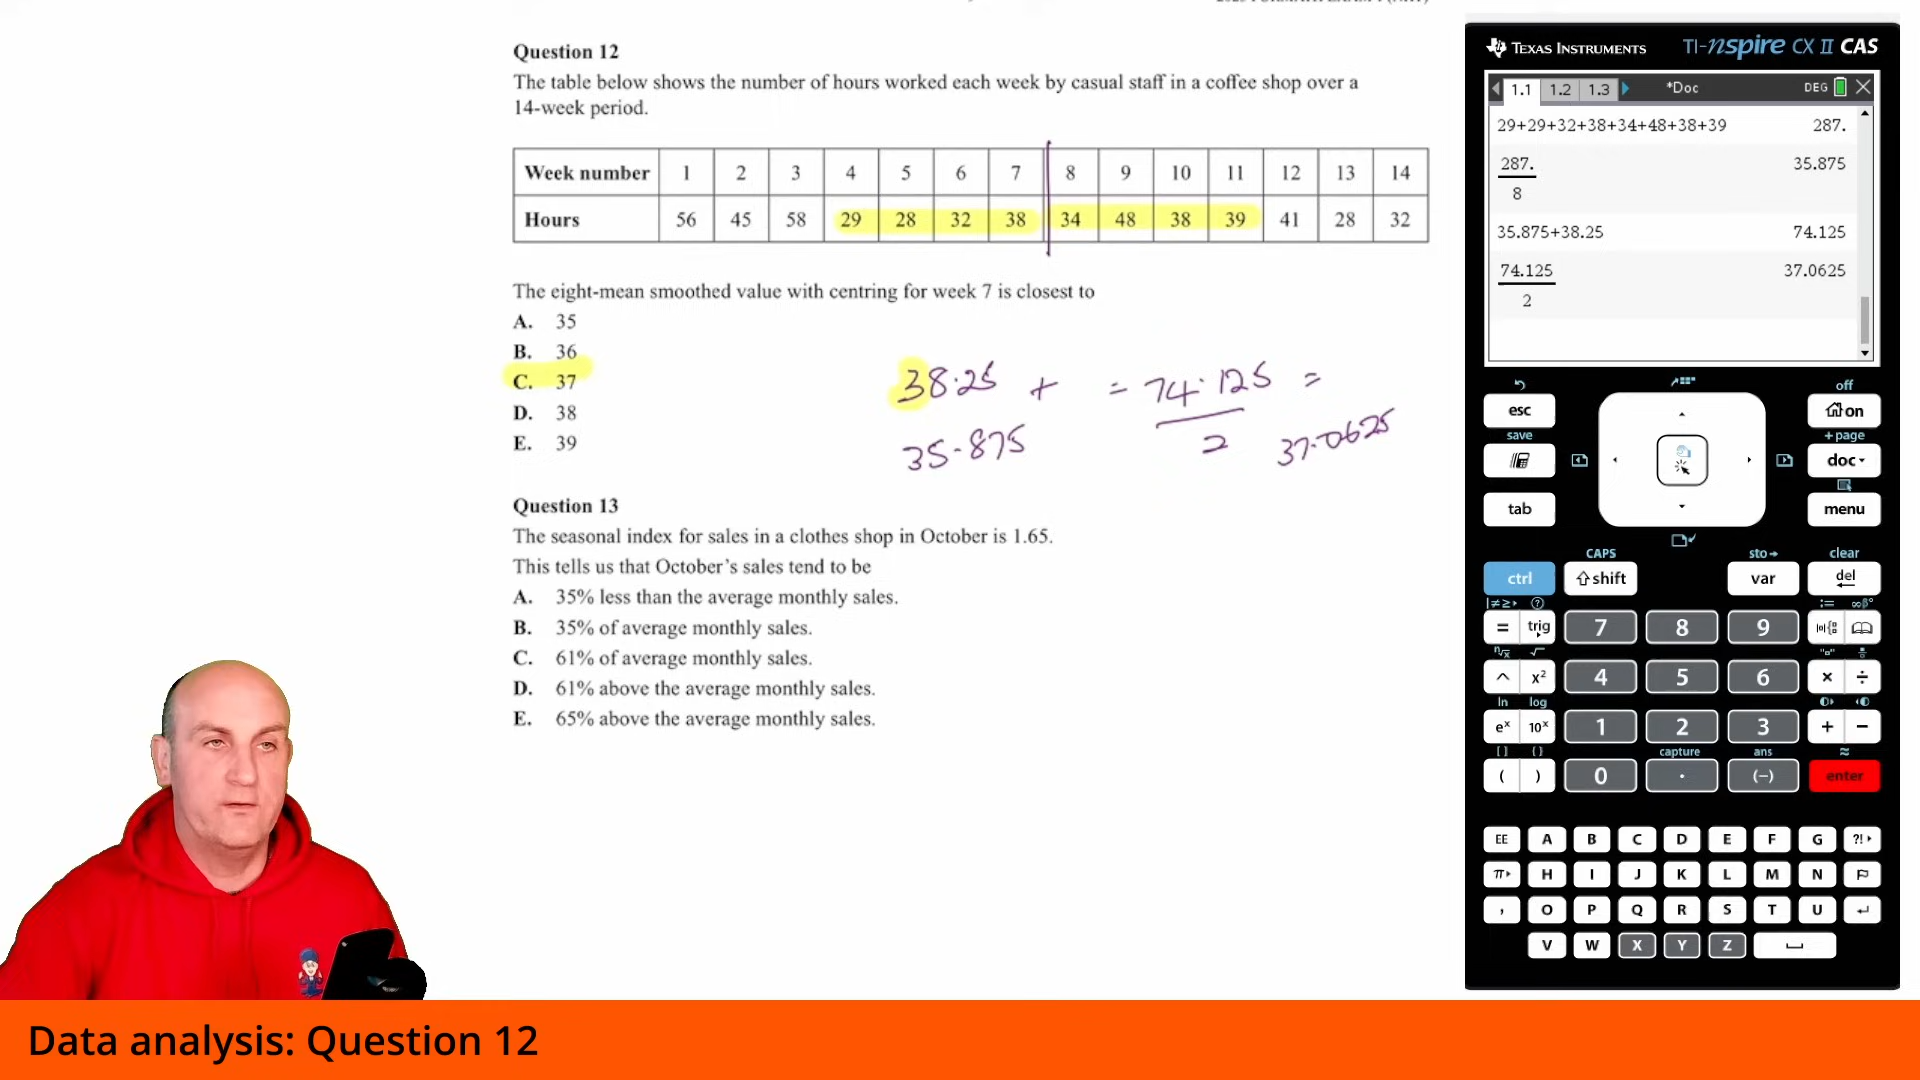 Question 12
The table below shows the number of hours worked each week by casual staff in a coffee shop over a
14-week period.
Week number 1 2 3 4 5 6 7 8 9 10 11 12 13 14
Hours 56 45 58 29 28 32 38 34 48 38 39 41 28 32
The eight-mean smoothed value with centring for week 7 is closest to
A. 35
B. 36
C. 37
D. 38
E. 39
38.25 + = 74.125 =
35.875 2 37.0625
Question 13
The seasonal index for sales in a clothes shop in October is 1.65.
This tells us that October's sales tend to be
A. 35% less than the average monthly sales.
B. 35% of average monthly sales.
C. 61% of average monthly sales.
D. 61% above the average monthly sales.
E. 65% above the average monthly sales.
TEXAS INSTRUMENTS TI-nspire CX II CAS
1.1 1.2 1.3 *Doc DEG
29+29+32+38+34+48+38+39 287.
287. 35.875
8
35.875+38.25 74.125
74.125 37.0625
2
off
esc on
save +page
doc
tab menu
CAPS sto clear
ctrl shift var del
= trig 7 8 9
^ x² 4 5 6 × ÷
ln log
eˣ 10ˣ 1 2 3 + −
[ ] { } capture ans ≈
( ) 0 . (−) enter
EE A B C D E F G ?!
π H I J K L M N
, O P Q R S T U
V W X Y Z
Data analysis: Question 12